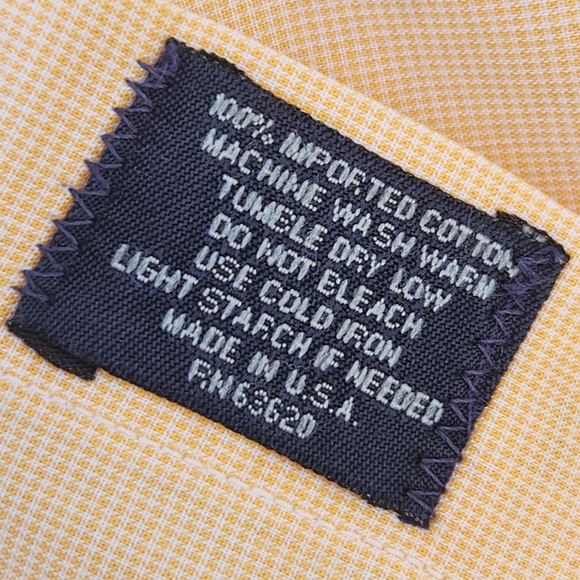 100% IMPORTED COTTON
MACHINE WASH WARM
TUMBLE DRY LOW
DO NOT BLEACH
USE COLD IRON
LIGHT STARCH IF NEEDED
MADE IN U.S.A.
RN63620